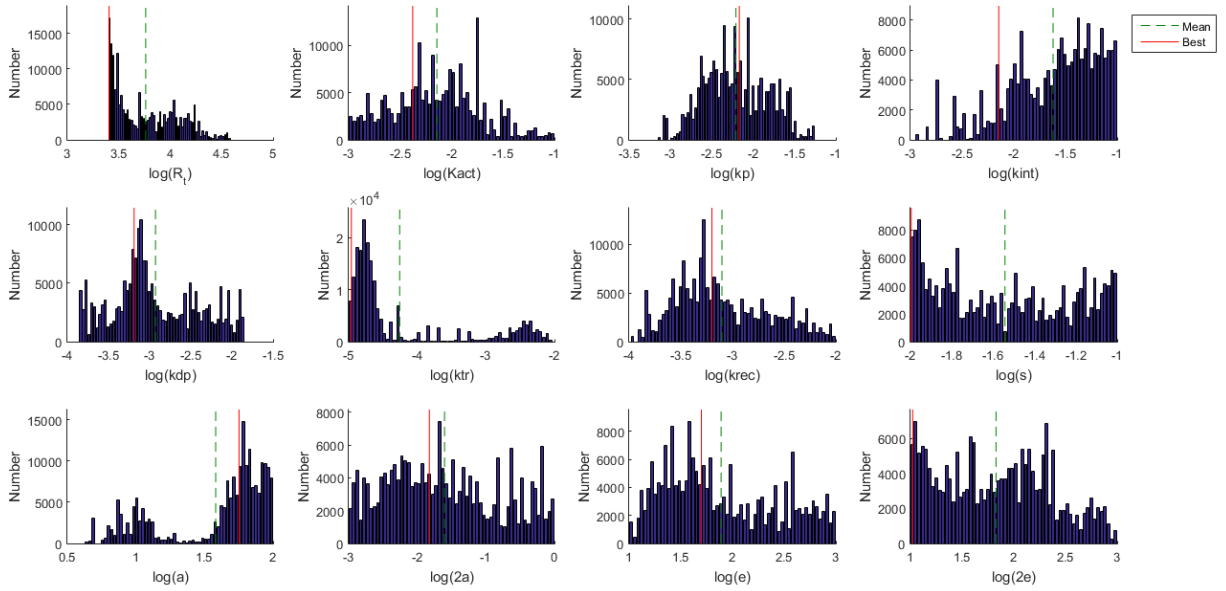 Mean
Best
15000
10000
5000
0
Number
3 3.5 4 4.5 5
log(R_t)
10000
5000
0
Number
-3 -2.5 -2 -1.5 -1
log(Kact)
15000
10000
5000
0
Number
-3.5 -3 -2.5 -2 -1.5 -1
log(kp)
8000
6000
4000
2000
0
Number
-3 -2.5 -2 -1.5 -1
log(kint)
10000
5000
0
Number
-4 -3.5 -3 -2.5 -2 -1.5
log(kdp)
×10^4
2
1
0
Number
-5 -4 -3 -2
log(ktr)
10000
5000
0
Number
-4 -3.5 -3 -2.5 -2
log(krec)
8000
6000
4000
2000
0
Number
-2 -1.8 -1.6 -1.4 -1.2 -1
log(s)
15000
10000
5000
0
Number
0.5 1 1.5 2
log(a)
8000
6000
4000
2000
0
Number
-3 -2 -1 0
log(2a)
8000
6000
4000
2000
0
Number
1 1.5 2 2.5 3
log(e)
6000
4000
2000
0
Number
1 1.5 2 2.5 3
log(2e)